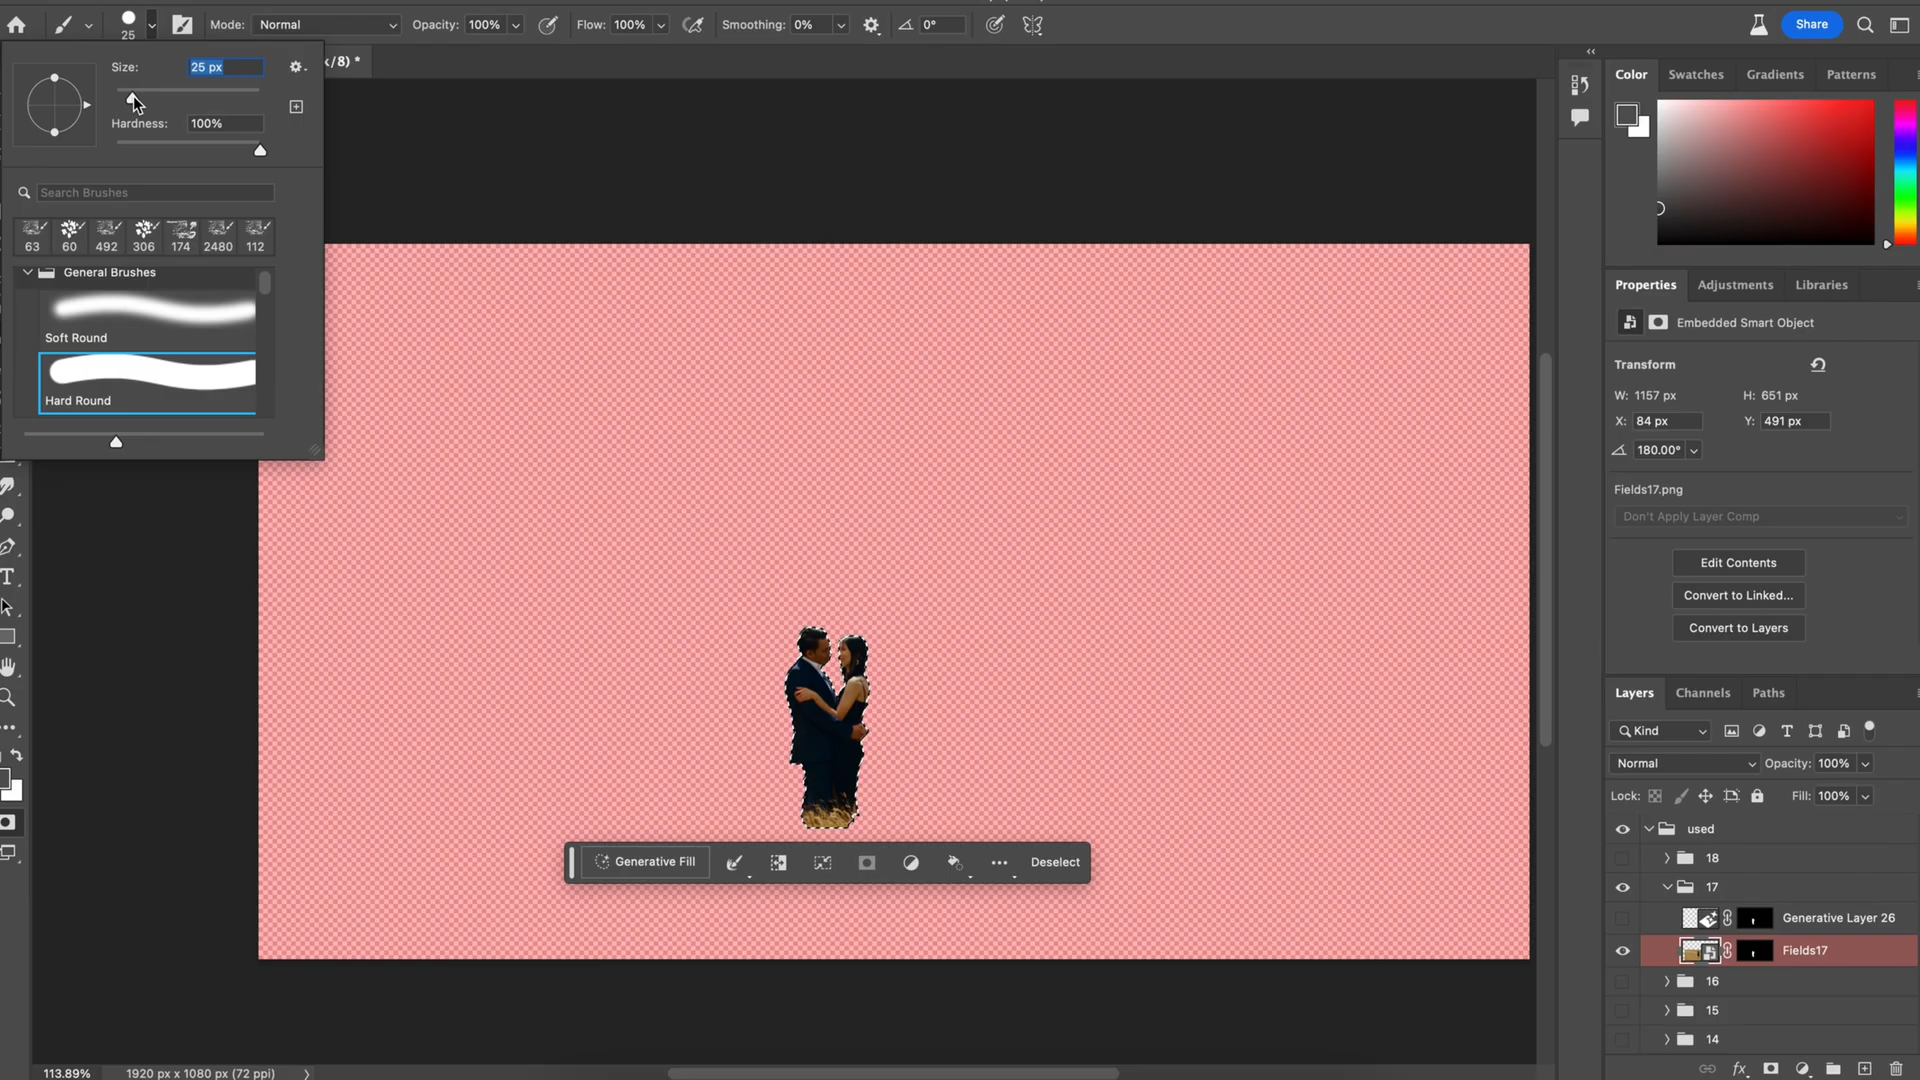 25
Mode: Normal
Opacity: 100%
Flow: 100%
Smoothing: 0%
0°
Share
Size: 25 px
Hardness: 100%
Search Brushes
63 60 492 306 174 2480 112
General Brushes
Soft Round
Hard Round
k/8) *
Generative Fill
Deselect
113.89%
1920 px x 1080 px (72 ppi)
Color Swatches Gradients Patterns
Properties Adjustments Libraries
Embedded Smart Object
Transform
W: 1157 px H: 651 px
X: 84 px Y: 491 px
180.00°
Fields17.png
Don't Apply Layer Comp
Edit Contents
Convert to Linked...
Convert to Layers
Layers Channels Paths
Kind
Normal Opacity: 100%
Lock: Fill: 100%
used
18
17
Generative Layer 26
Fields17
16
15
14